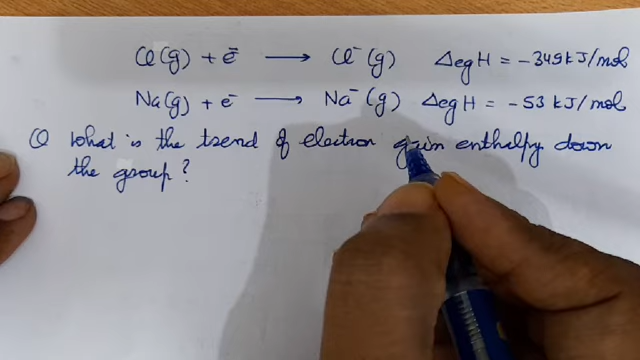 Cl(g) + e⁻ → Cl⁻(g) ΔegH = -349 kJ/mol
Na(g) + e⁻ → Na⁻(g) ΔegH = -53 kJ/mol
Q What is the trend of electron gain enthalpy down
the group?